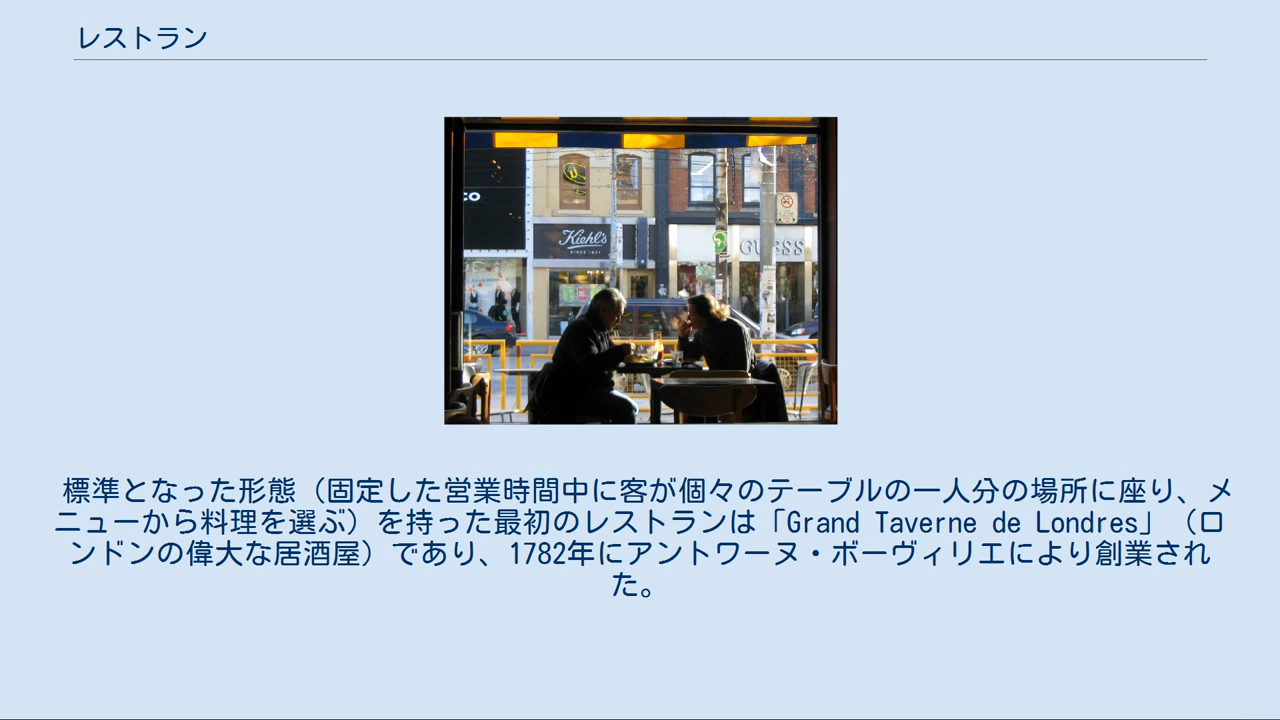 レストラン
co
Kiehl's
SINCE 1851
GUESS
標準となった形態（固定した営業時間中に客が個々のテーブルの一人分の場所に座り、メ
ニューから料理を選ぶ）を持った最初のレストランは「Grand Taverne de Londres」（ロ
ンドンの偉大な居酒屋）であり、1782年にアントワーヌ・ボーヴィリエにより創業され
た。